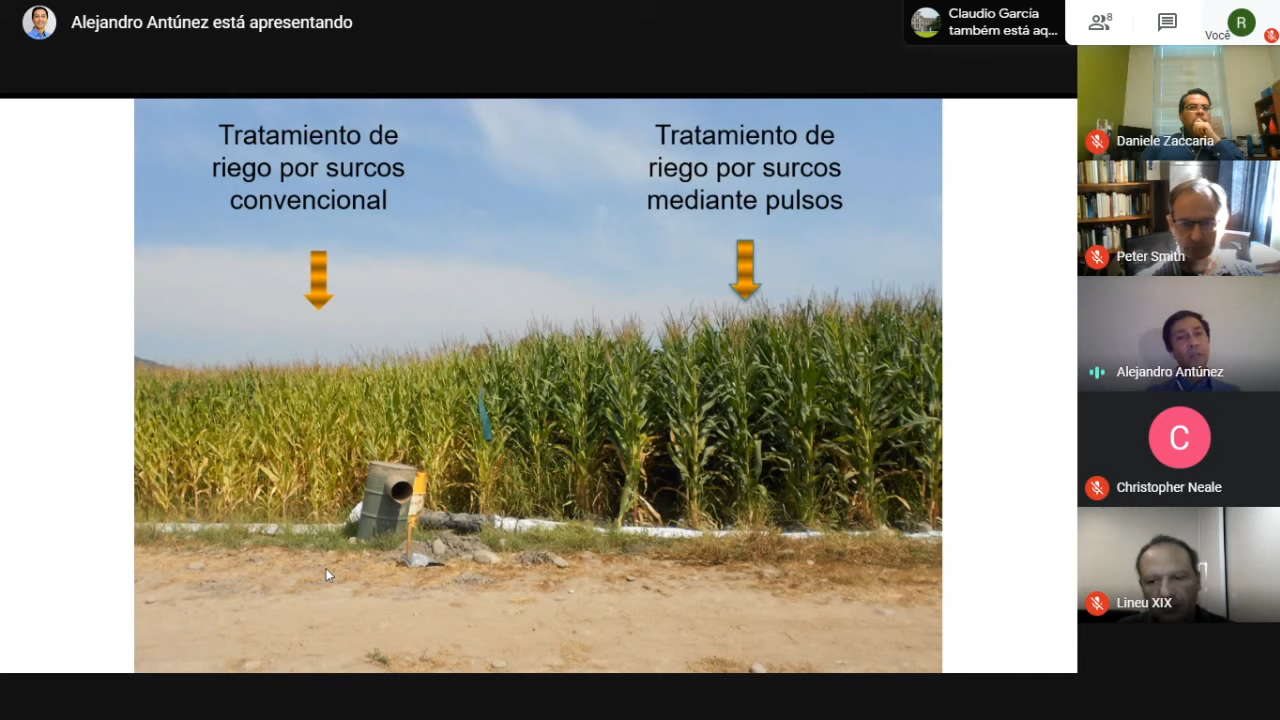 Alejandro Antúnez está apresentando
Claudio García
também está aq...
8
Você
R
Tratamiento de
riego por surcos
convencional
Tratamiento de
riego por surcos
mediante pulsos
Daniele Zaccaria
Peter Smith
Alejandro Antúnez
C
Christopher Neale
Lineu XIX